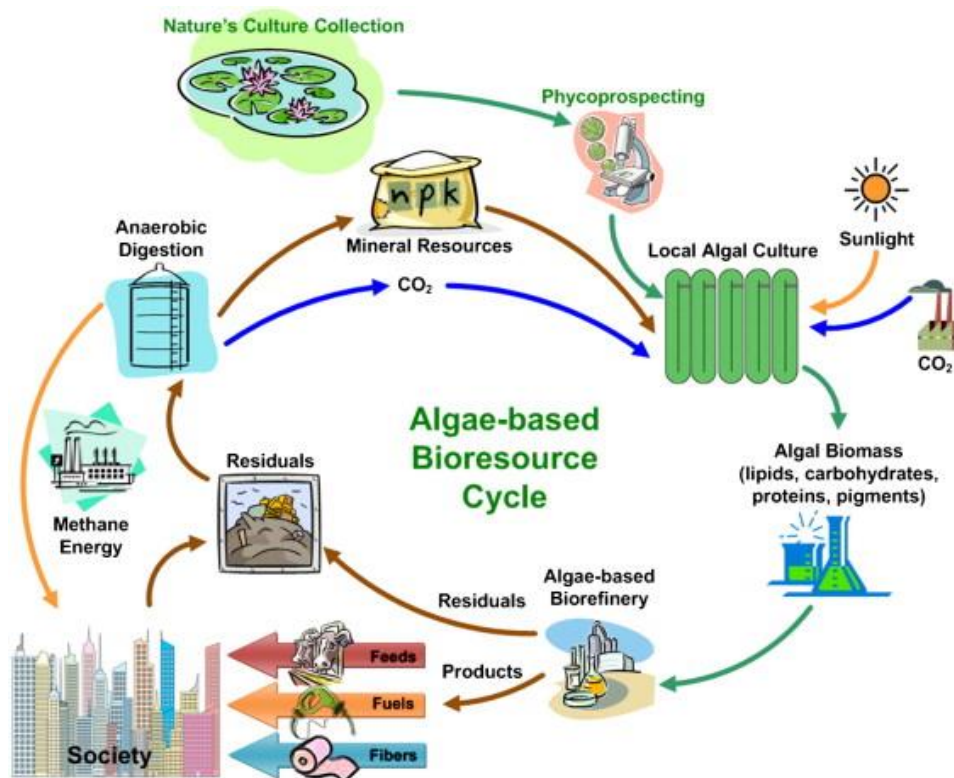 Nature's Culture Collection
Phycoprospecting
npk
Mineral Resources
Anaerobic
Digestion
CO₂
Local Algal Culture
Sunlight
CO₂
Algae-based
Bioresource
Cycle
Algal Biomass
(lipids, carbohydrates,
proteins, pigments)
Residuals
Methane
Energy
Algae-based
Biorefinery
Residuals
Products
Feeds
Fuels
Fibers
Society